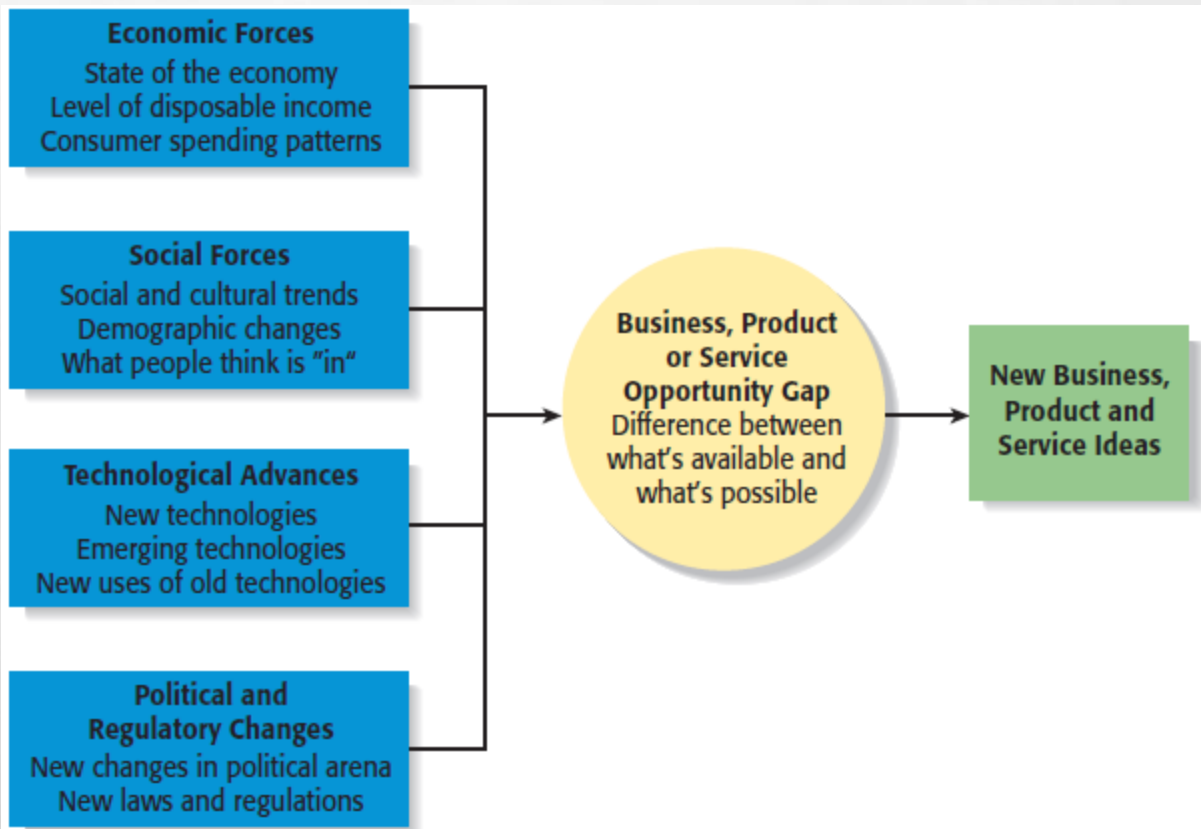 Economic Forces
State of the economy
Level of disposable income
Consumer spending patterns
Social Forces
Social and cultural trends
Demographic changes
What people think is “in“
Technological Advances
New technologies
Emerging technologies
New uses of old technologies
Political and
Regulatory Changes
New changes in political arena
New laws and regulations
Business, Product
or Service
Opportunity Gap
Difference between
what’s available and
what’s possible
New Business,
Product and
Service Ideas